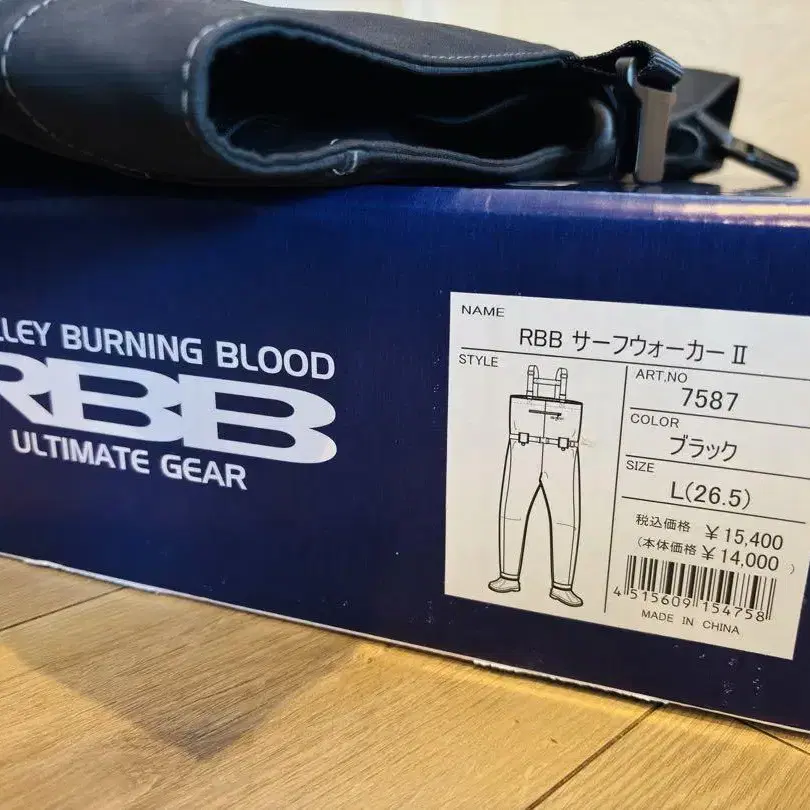 BURNING BLOOD
RBB
ULTIMATE GEAR
NAME
RBB サーフウォーカーⅡ
STYLE
ART.NO
7587
COLOR
ブラック
SIZE
L(26.5)
税込価格 ¥15,400
(本体価格 ¥14,000 )
4 515609 154758
MADE IN CHINA